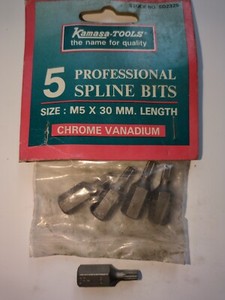 Kamasa-TOOLS®
the name for quality
5 PROFESSIONAL
SPLINE BITS
SIZE : M5 X 30 MM. LENGTH
CHROME VANADIUM